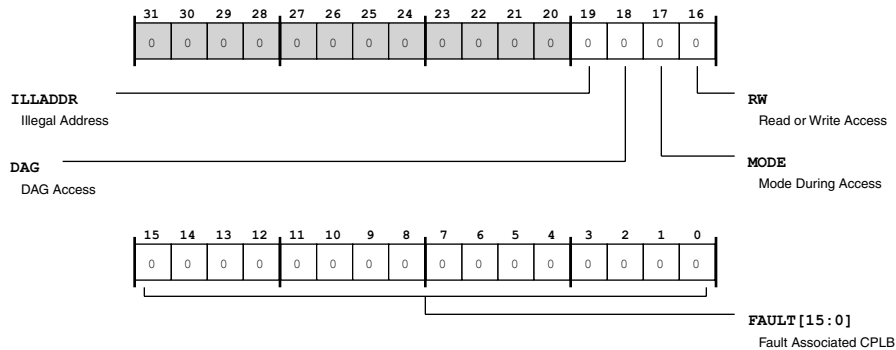 31 30 29 28 27 26 25 24 23 22 21 20 19 18 17 16
0 0 0 0 0 0 0 0 0 0 0 0 0 0 0 0
ILLADDR
Illegal Address
RW
Read or Write Access
DAG
DAG Access
MODE
Mode During Access
15 14 13 12 11 10 9 8 7 6 5 4 3 2 1 0
0 0 0 0 0 0 0 0 0 0 0 0 0 0 0 0
FAULT[15:0]
Fault Associated CPLB